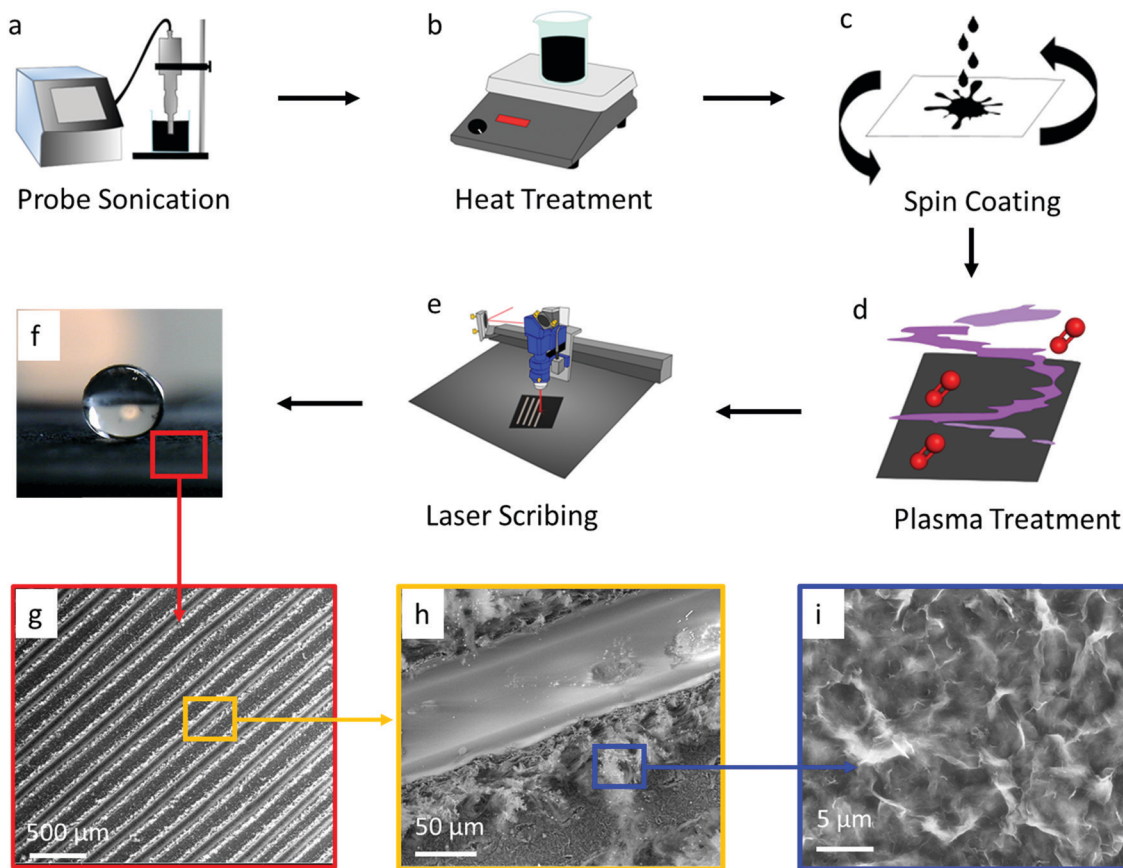 a
b
c
Probe Sonication
Heat Treatment
Spin Coating
f
e
d
Laser Scribing
Plasma Treatment
g
h
i
500 μm
50 μm
5 μm